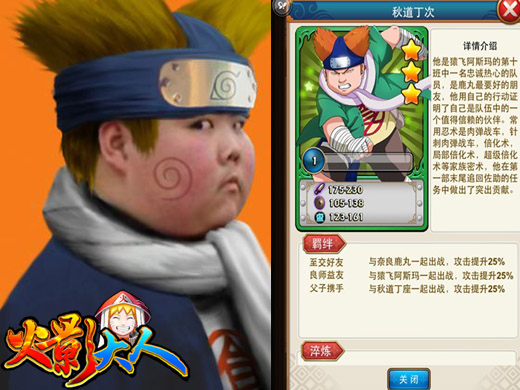 火影大人
秋道丁次
详情介绍
他是猿飞阿斯玛的第十
班中一名忠诚热心的队
员，是鹿丸最要好的朋
友，他用自己的行动证
明了自己是队伍中的一
个值得信赖的伙伴。常
用忍术是肉弹战车，针
刺肉弹战车，倍化术，
局部倍化术，超级倍化
术等家族密术，他在第
一部末尾追回佐助的任
务中做出了突出贡献。
1
175-230
105-138
123-161
羁绊
至交好友 与奈良鹿丸一起出战，攻击提升25%
良师益友 与猿飞阿斯玛一起出战，攻击提升25%
父子携手 与秋道丁座一起出战，攻击提升25%
淬炼
关闭